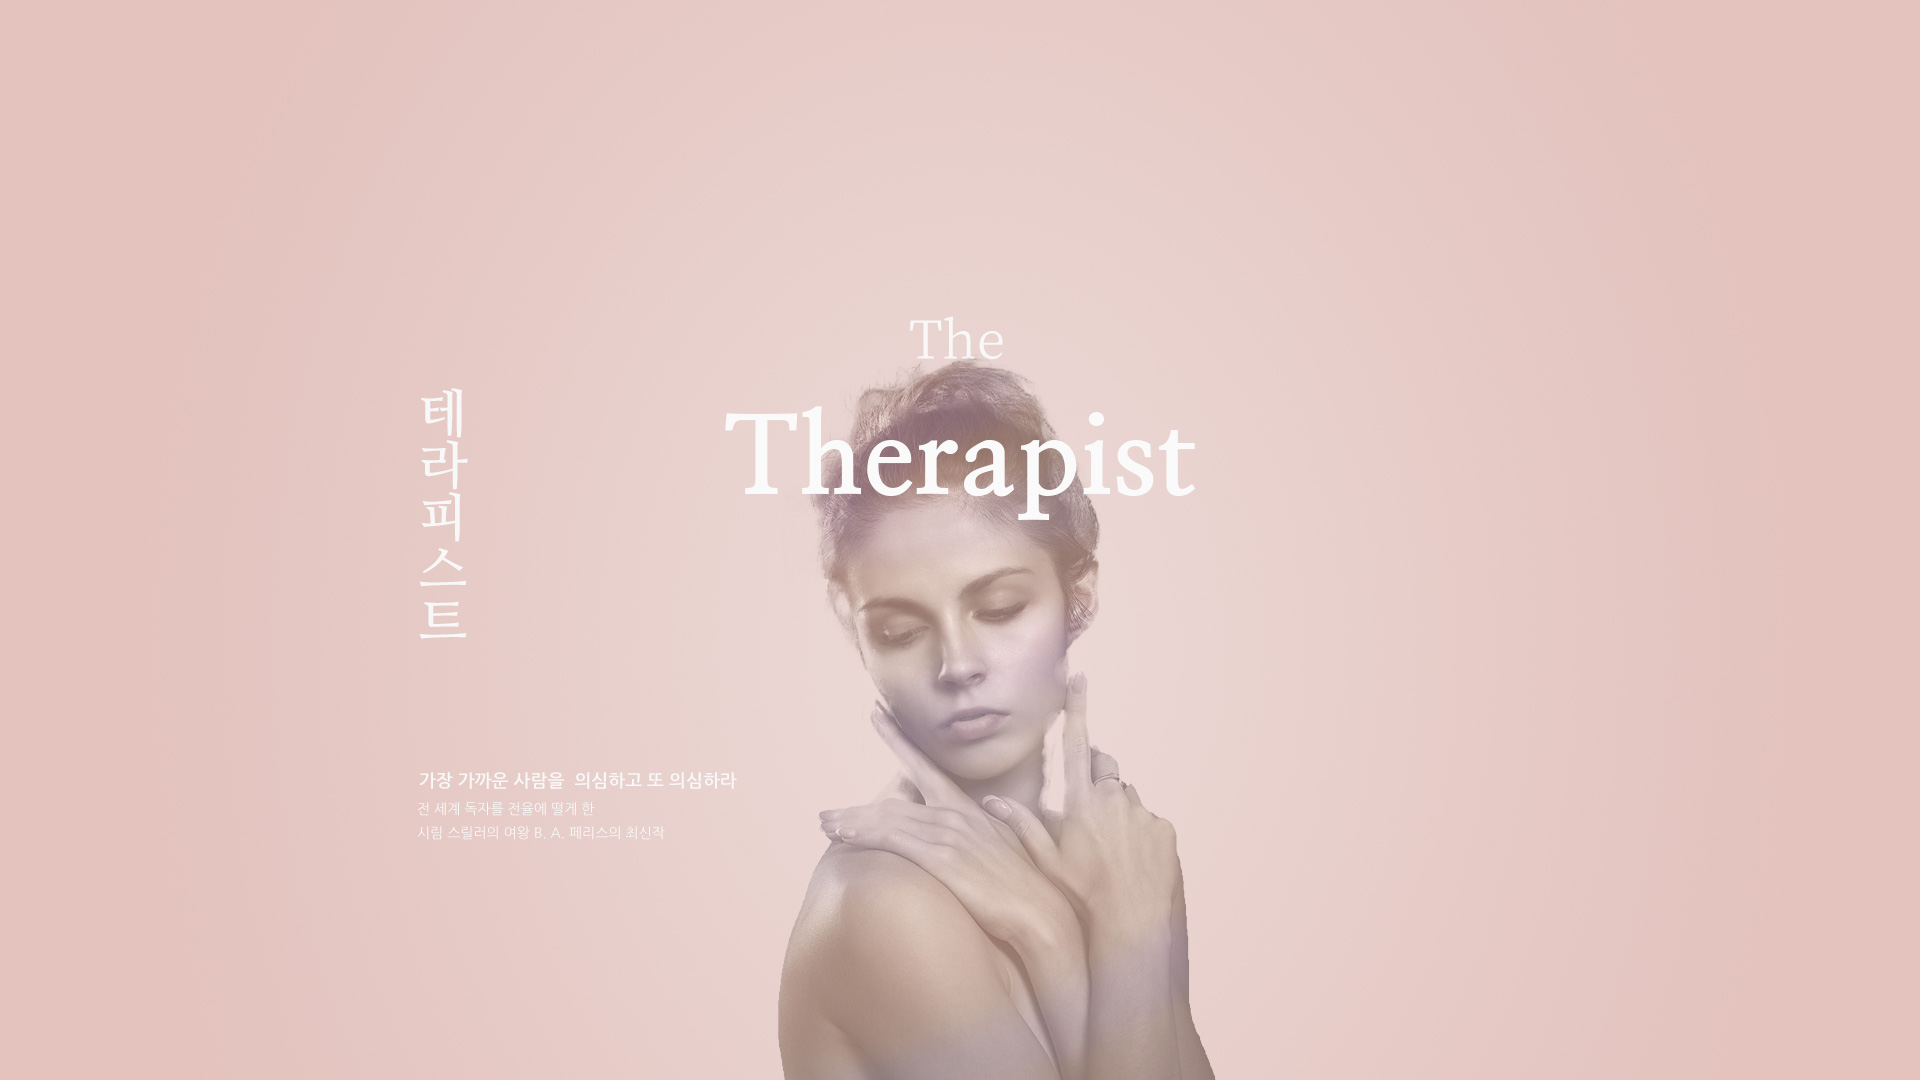 The
Therapist
테라피스트
가장 가까운 사람을 의심하고 또 의심하라
전 세계 독자를 전율에 떨게 한
시림 스릴러의 여왕 B. A. 페리스의 최신작